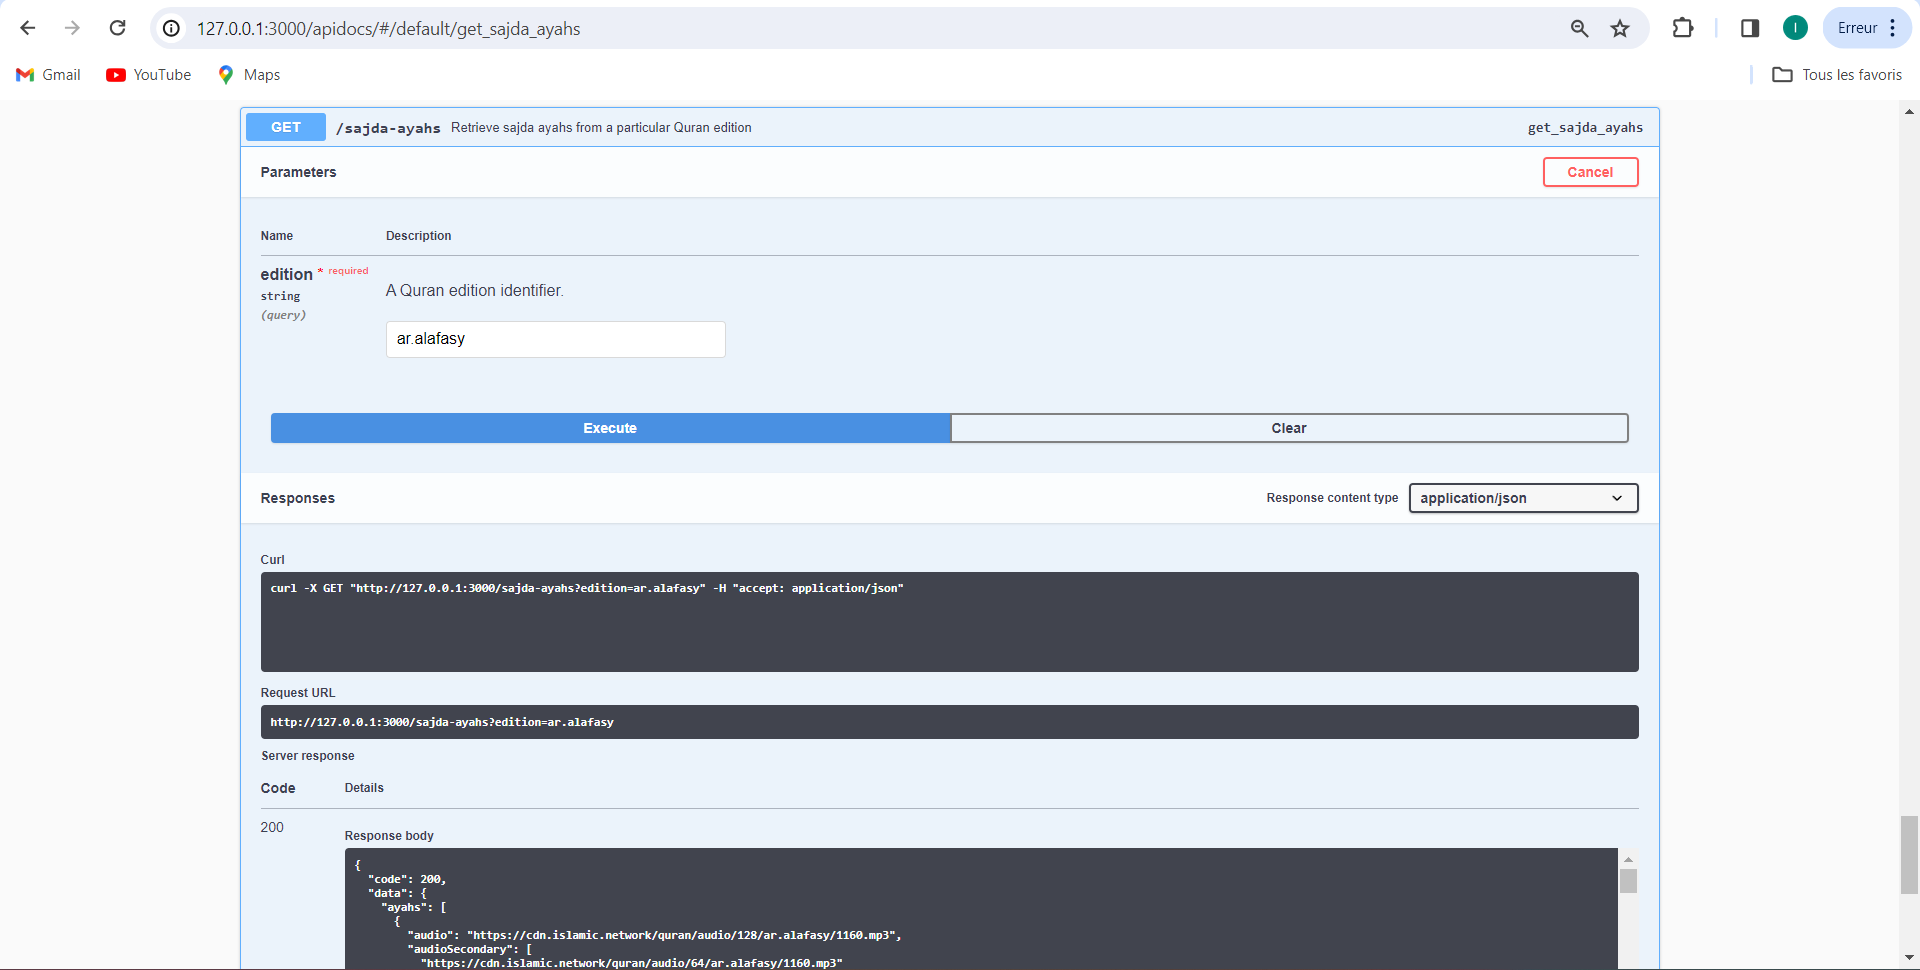 127.0.0.1:3000/apidocs/#/default/get_sajda_ayahs
I
Erreur
Gmail
YouTube
Maps
Tous les favoris
GET /sajda-ayahs Retrieve sajda ayahs from a particular Quran edition get_sajda_ayahs
Parameters
Cancel
Name Description
edition * required
string
(query)
A Quran edition identifier.
ar.alafasy
Execute
Clear
Responses
Response content type
application/json
Curl
curl -X GET "http://127.0.0.1:3000/sajda-ayahs?edition=ar.alafasy" -H "accept: application/json"
Request URL
http://127.0.0.1:3000/sajda-ayahs?edition=ar.alafasy
Server response
Code Details
200
Response body
{
"code": 200,
"data": {
"ayahs": [
{
"audio": "https://cdn.islamic.network/quran/audio/128/ar.alafasy/1160.mp3",
"audioSecondary": [
"https://cdn.islamic.network/quran/audio/64/ar.alafasy/1160.mp3"